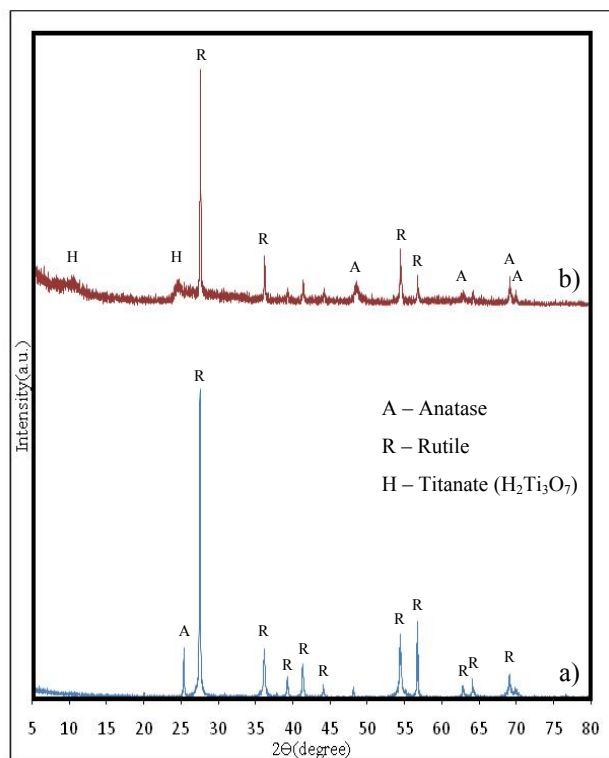 R
H
H
R
A
R
R
A
A
A
b)
Intensity(a.u.)
R
A – Anatase
R – Rutile
H – Titanate (H₂Ti₃O₇)
A
R
R
R
R
R
R
R
R
R
a)
5 10 15 20 25 30 35 40 45 50 55 60 65 70 75 80
2Θ(degree)